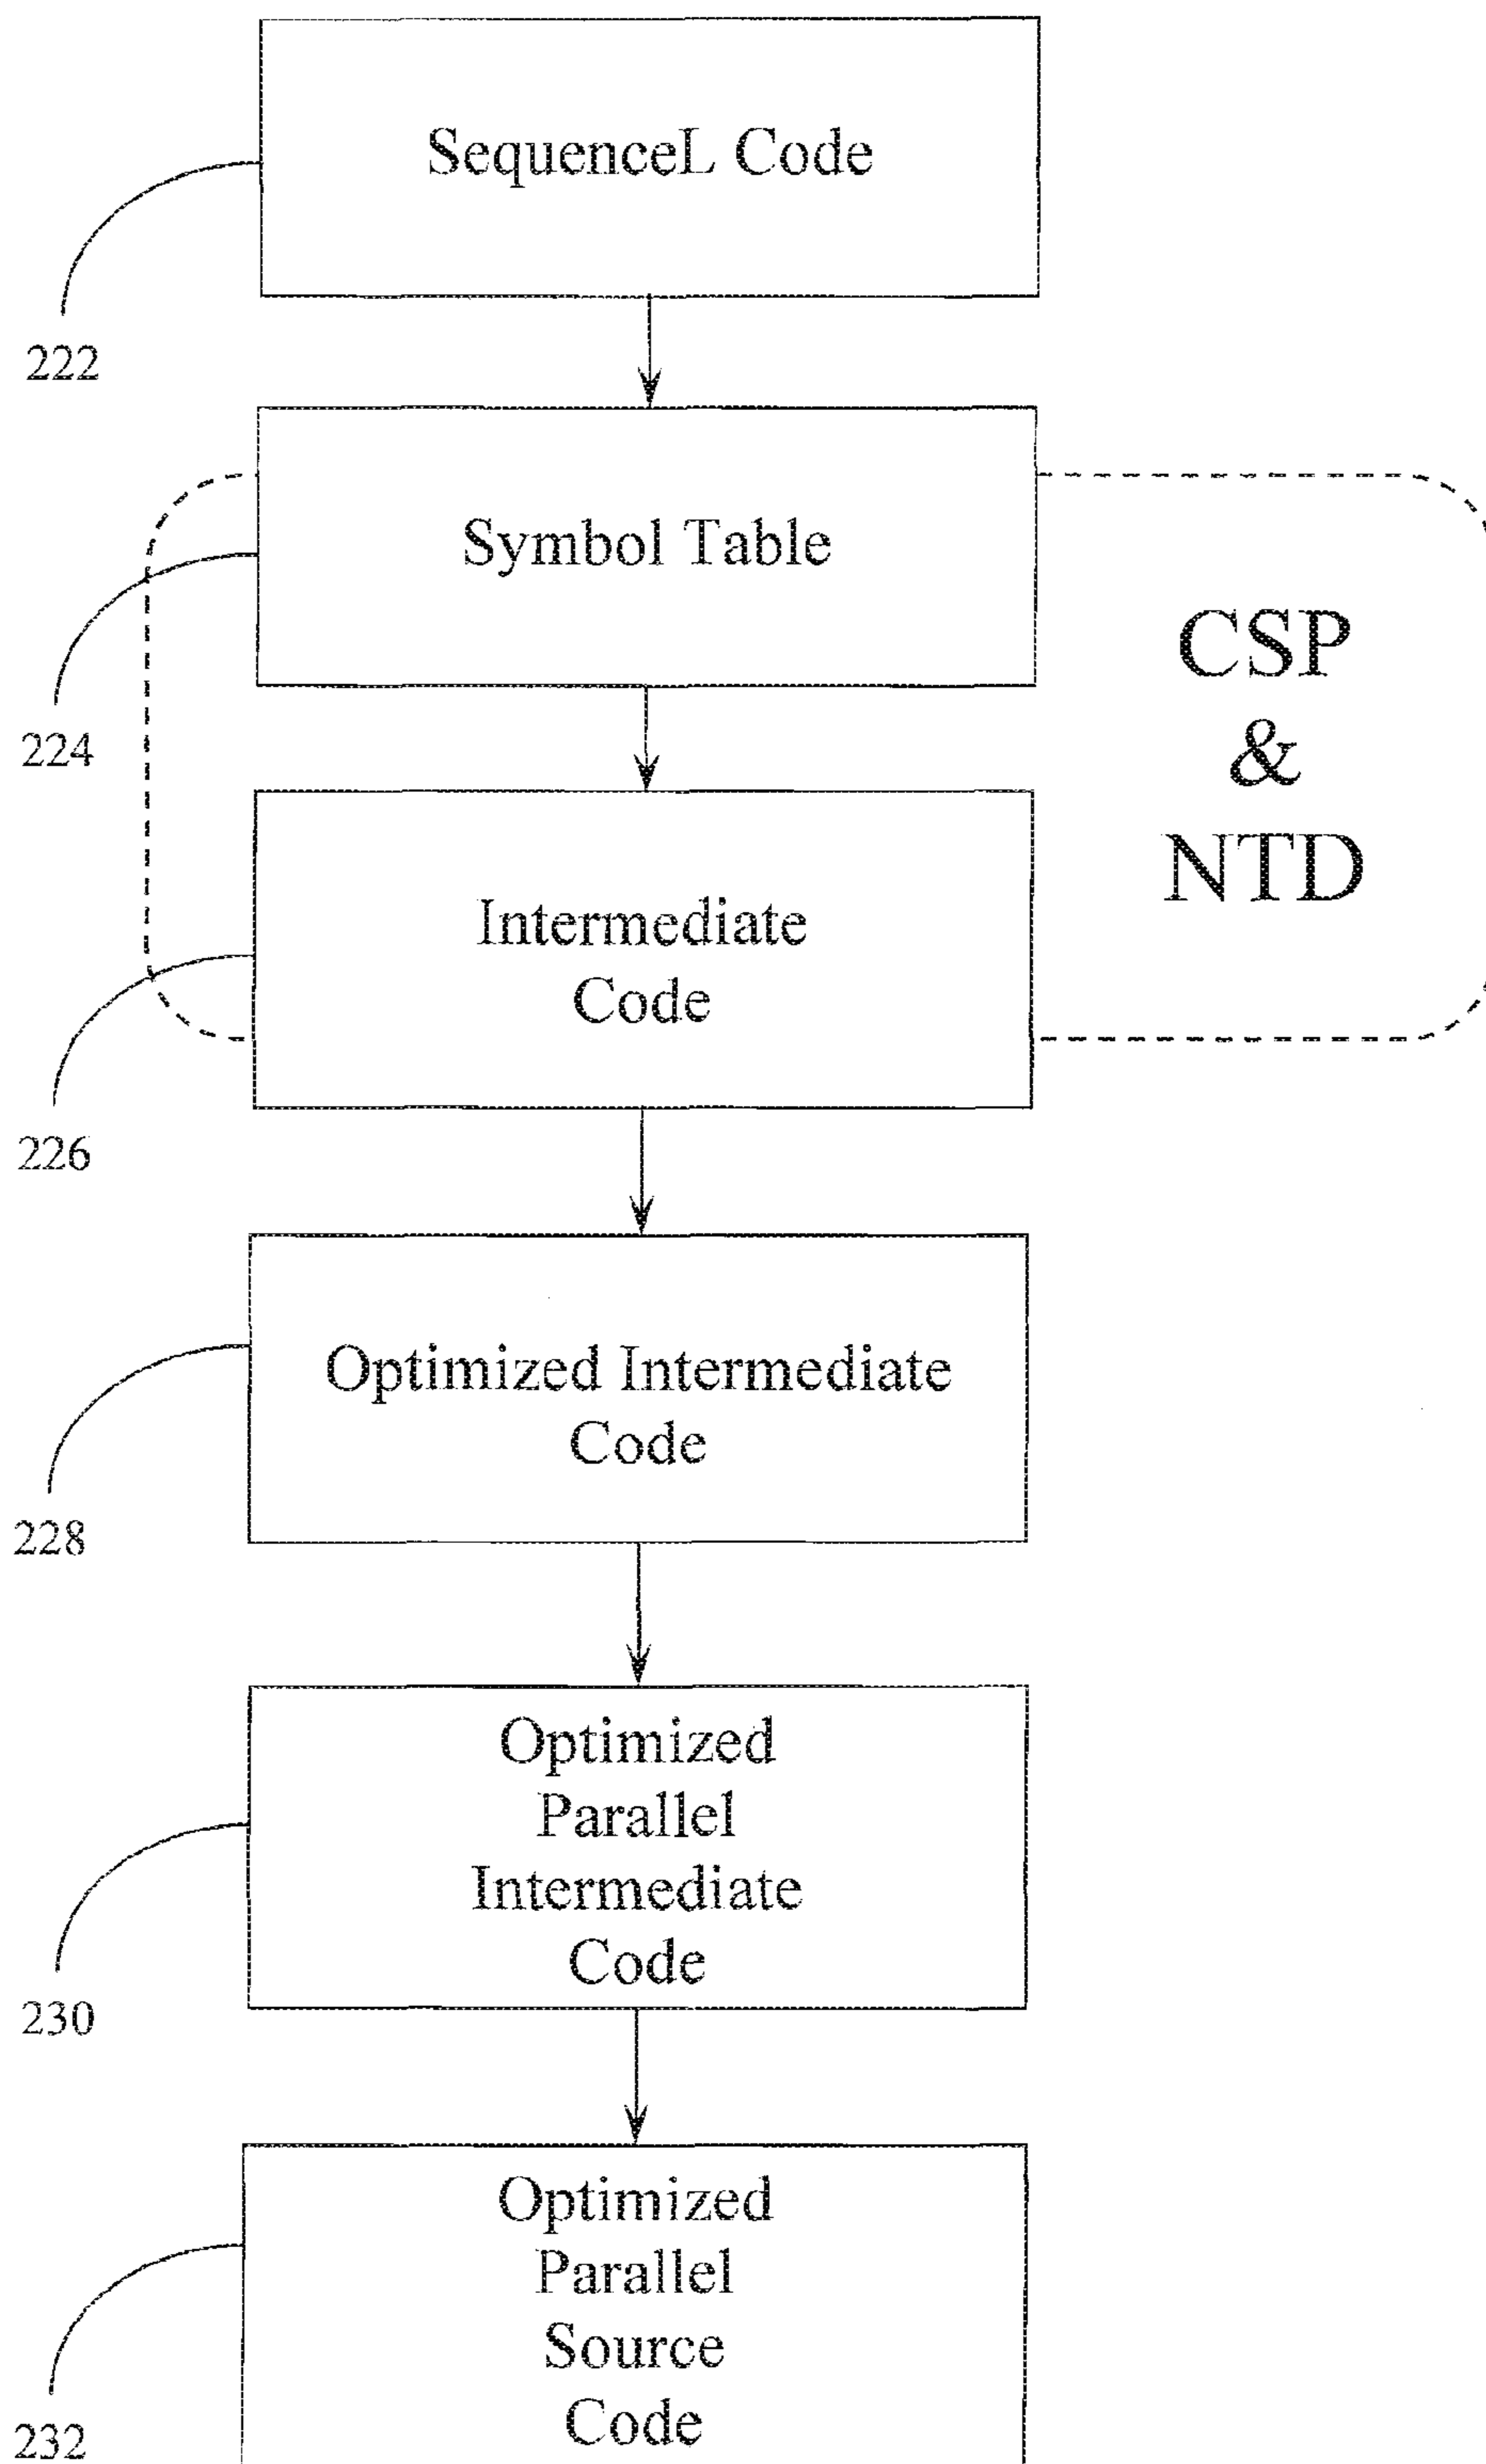 SequenceL Code
222
Symbol Table
224
CSP
&
NTD
Intermediate
Code
226
Optimized Intermediate
Code
228
Optimized
Parallel
Intermediate
Code
230
Optimized
Parallel
Source
Code
232